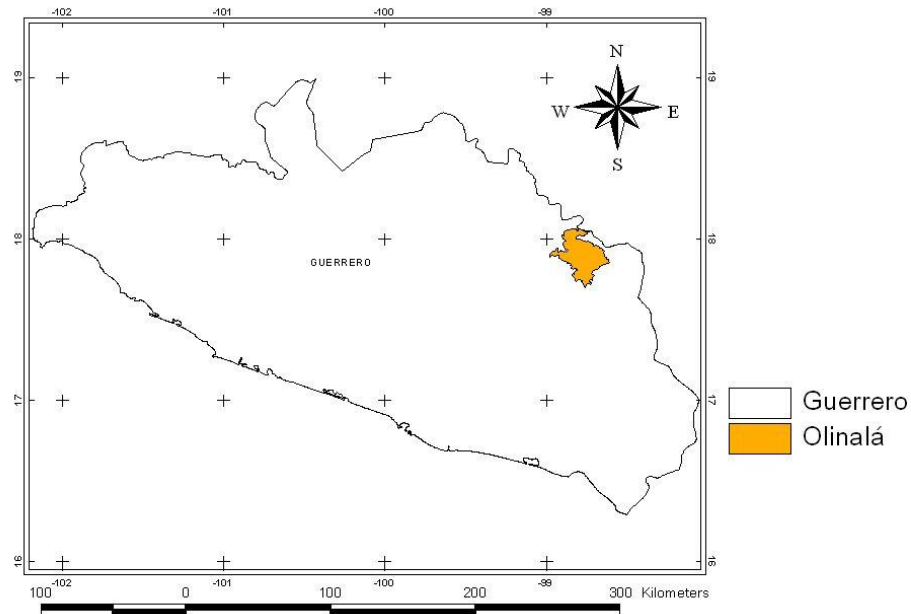 -102 -101 -100 -99
N
19 19
W E
S
18 18
GUERRERO
17 17
Guerrero
Olinalá
16 16
-102 -101 -100 -99
100 0 100 200 300 Kilometers